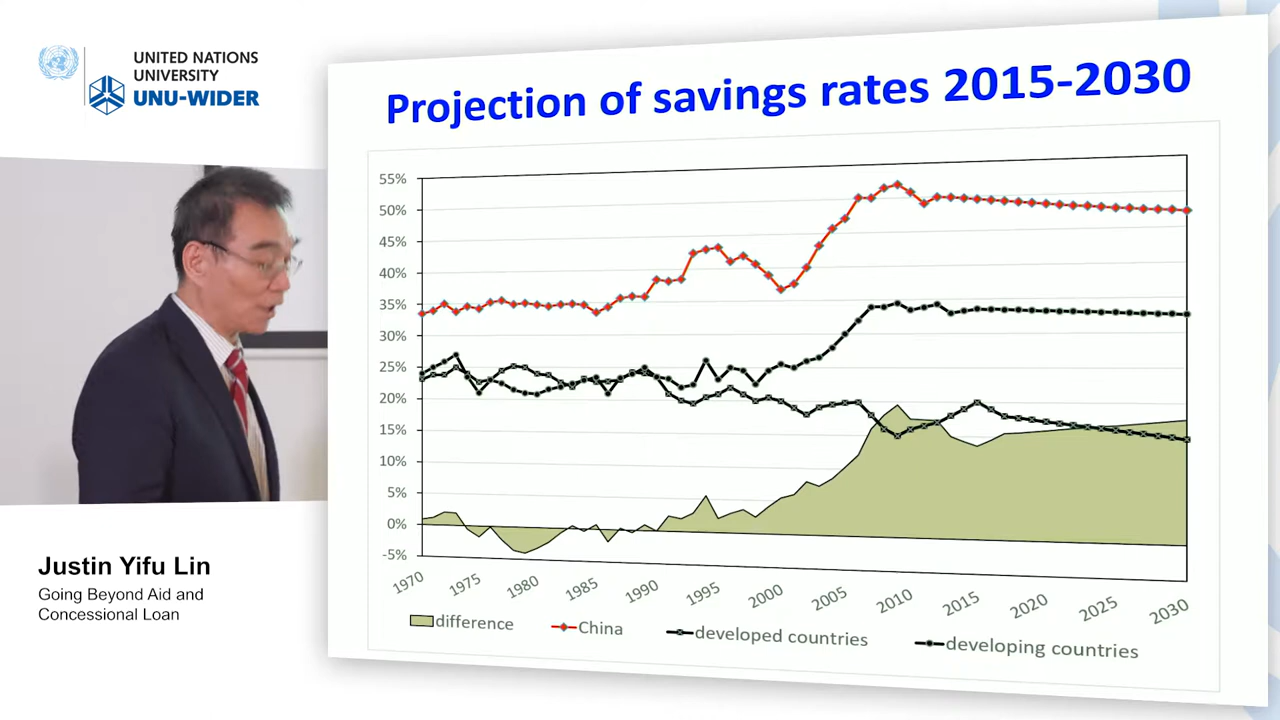 UNITED NATIONS
UNIVERSITY
UNU-WIDER
Projection of savings rates 2015-2030
55%
50%
45%
40%
35%
30%
25%
20%
15%
10%
5%
0%
-5%
1970
1975
1980
1985
1990
1995
2000
2005
2010
2015
2020
2025
2030
difference
China
developed countries
developing countries
Justin Yifu Lin
Going Beyond Aid and
Concessional Loan